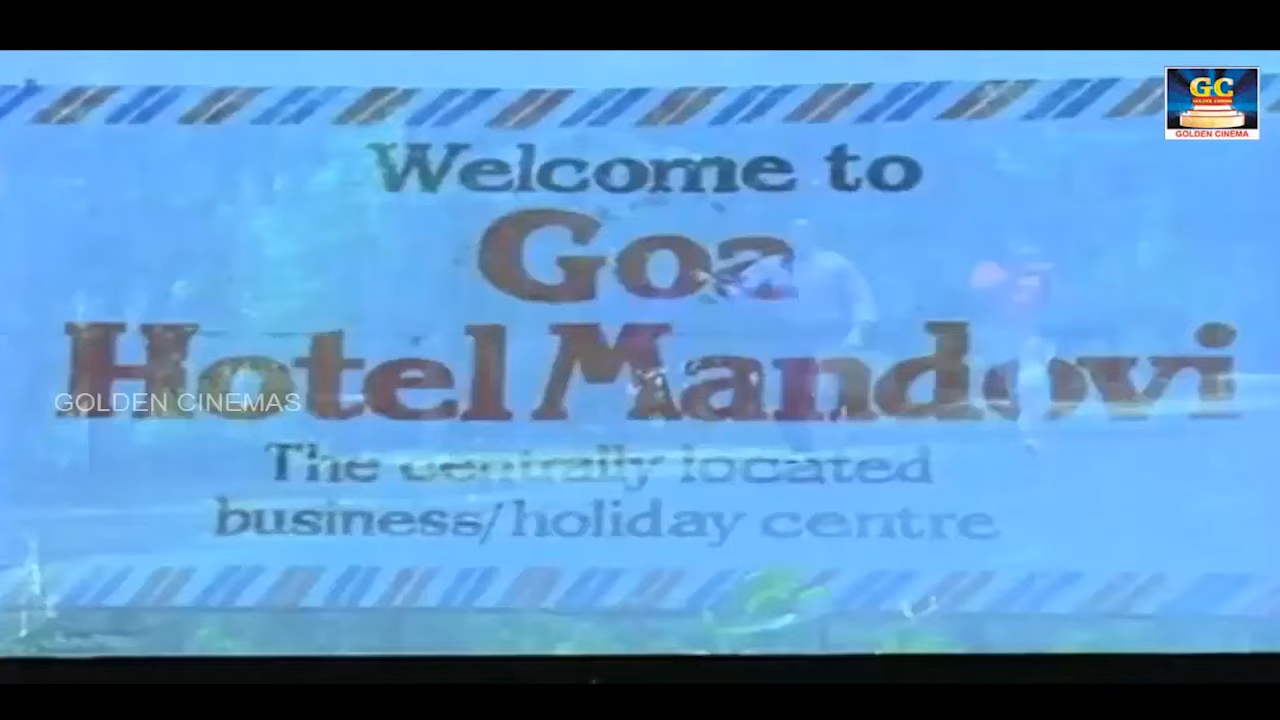 GC
GOLDEN CINEMA
Welcome to
Goa
Hotel Mandovi
GOLDEN CINEMAS
The centrally located
business/holiday centre